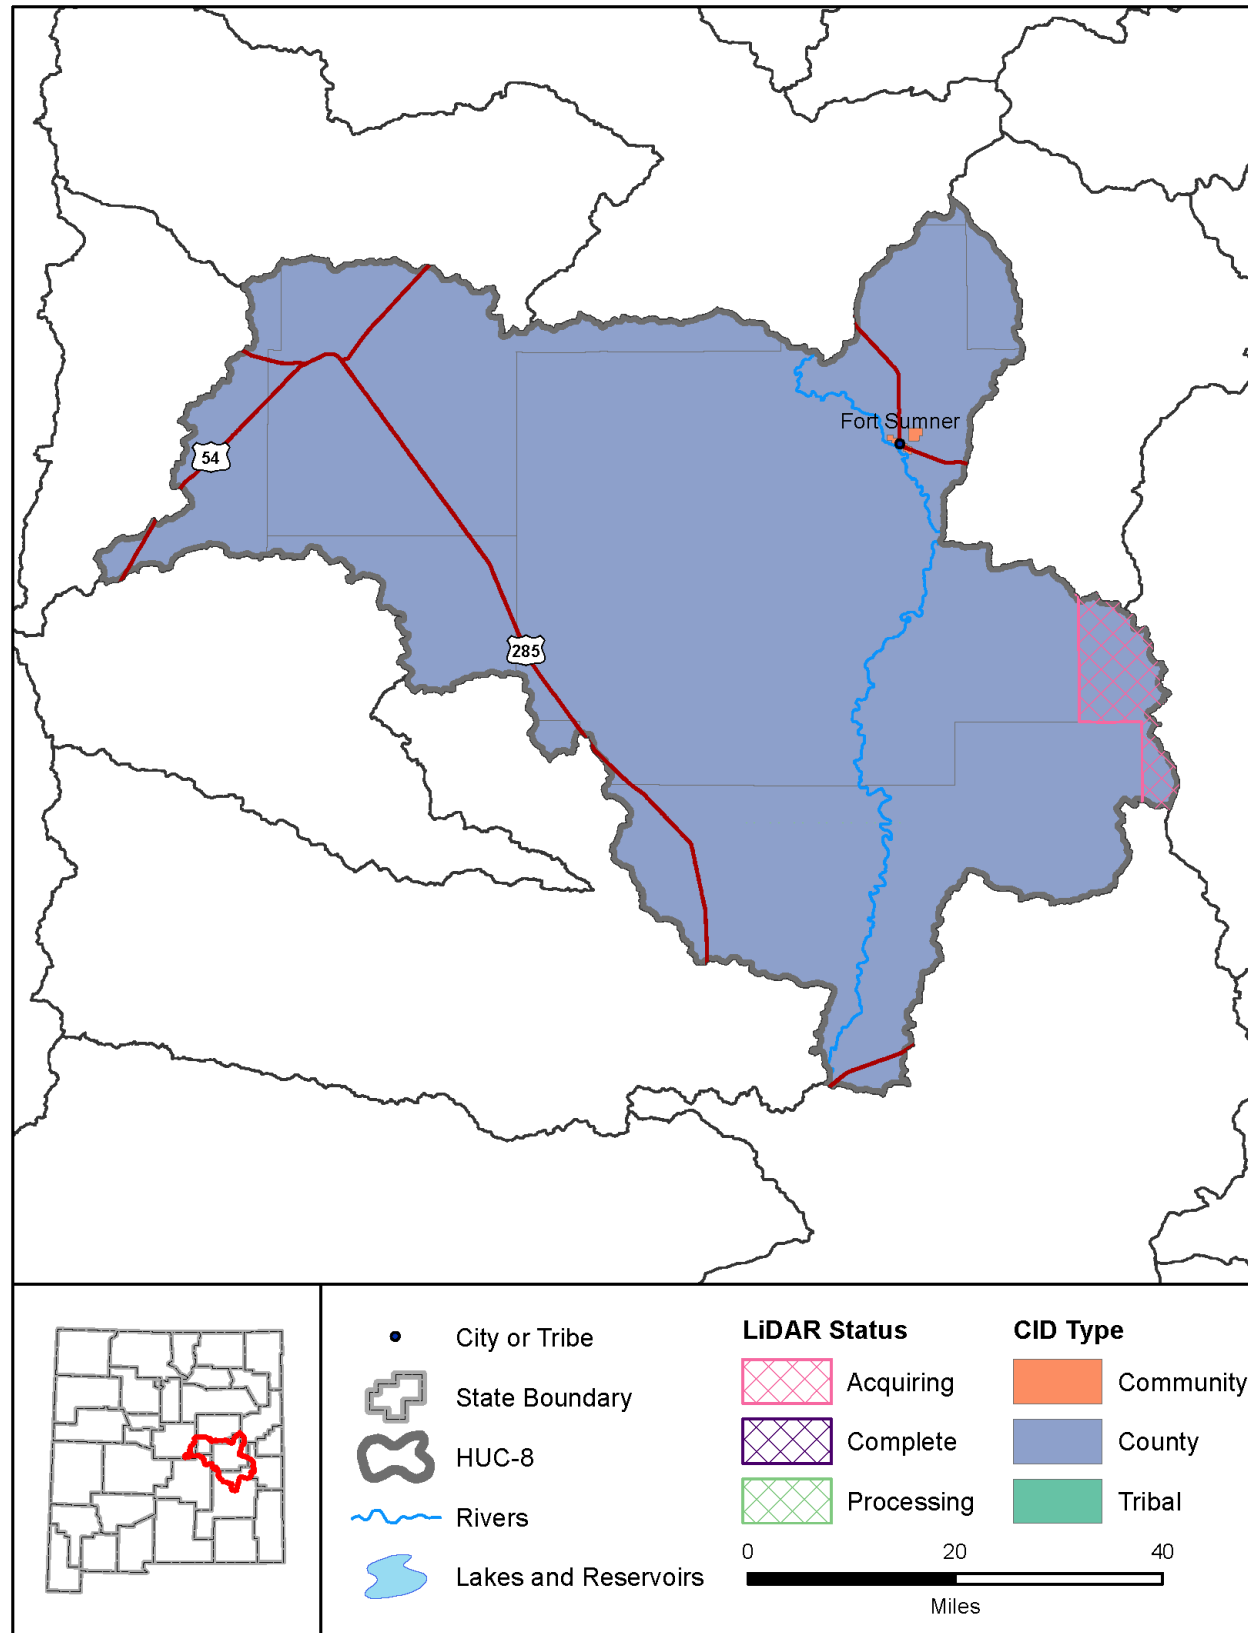 Fort Sumner
54
285
City or Tribe
State Boundary
HUC-8
Rivers
Lakes and Reservoirs
LiDAR Status
Acquiring
Complete
Processing
CID Type
Community
County
Tribal
0 20 40
Miles